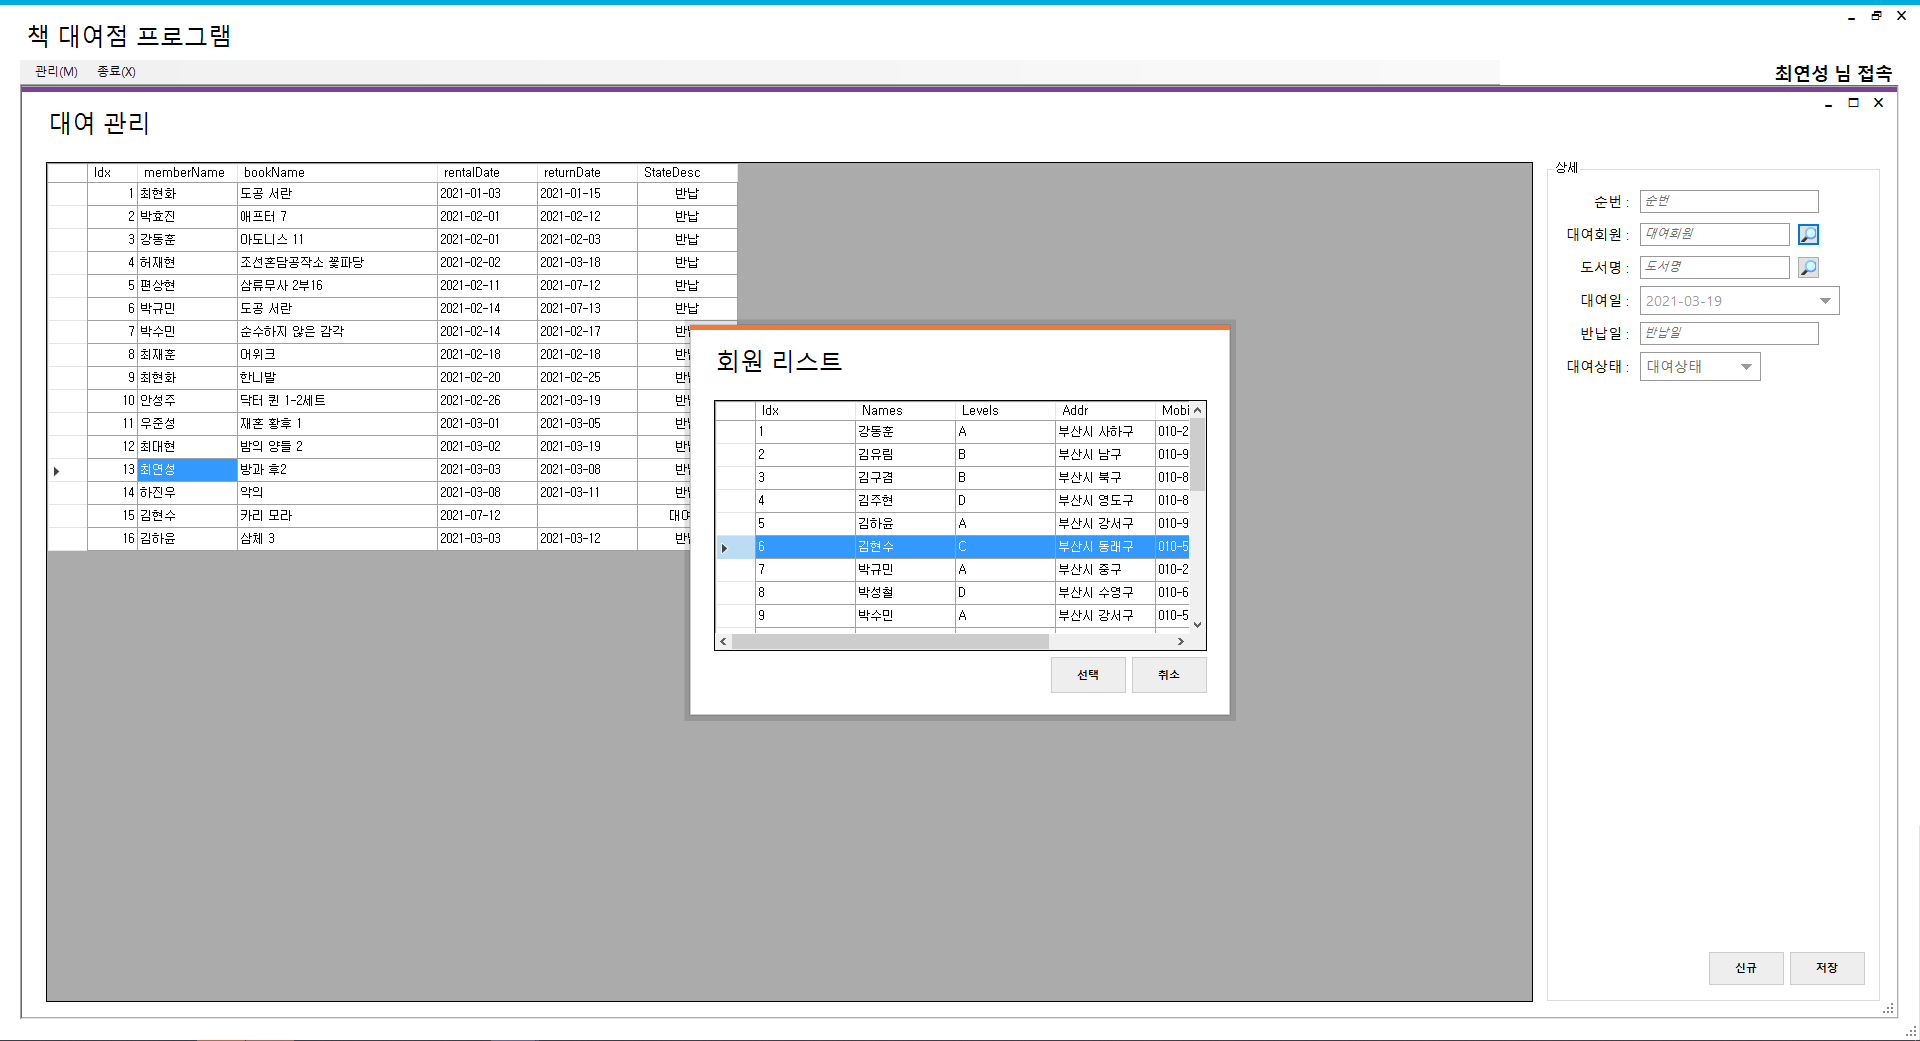 책 대여점 프로그램
관리(M) 종료(X)
최연성 님 접속
대여 관리
Idx memberName bookName rentalDate returnDate StateDesc
1 최현화 도공 서란 2021-01-03 2021-01-15 반납
2 박효진 애프터 7 2021-02-01 2021-02-12 반납
3 강동훈 아도니스 11 2021-02-01 2021-02-03 반납
4 허재현 조선혼담공작소 꽃파당 2021-02-02 2021-03-18 반납
5 편상현 삼류무사 2부16 2021-02-11 2021-07-12 반납
6 박규민 도공 서란 2021-02-14 2021-07-13 반납
7 박수민 순수하지 않은 감각 2021-02-14 2021-02-17
8 최재훈 머위크 2021-02-18 2021-02-18
9 최현화 한니발 2021-02-20 2021-02-25
10 안성주 닥터 퀸 1-2세트 2021-02-26 2021-03-19
11 우준성 재혼 황후 1 2021-03-01 2021-03-05
12 최대현 밤의 양들 2 2021-03-02 2021-03-19
13 최연성 방과 후2 2021-03-03 2021-03-08
14 하진우 악의 2021-03-08 2021-03-11
15 김현수 카리 모라 2021-07-12
16 김하윤 삼체 3 2021-03-03 2021-03-12
회원 리스트
Idx Names Levels Addr Mobi
1 강동훈 A 부산시 사하구 010-2
2 김유림 B 부산시 남구 010-9
3 김구겸 B 부산시 북구 010-8
4 김주현 D 부산시 영도구 010-8
5 김하윤 A 부산시 강서구 010-9
6 김현수 C 부산시 동래구 010-5
7 박규민 A 부산시 중구 010-2
8 박성철 D 부산시 수영구 010-6
9 박수민 A 부산시 강서구 010-5
선택 취소
상세
순번 : 순번
대여회원 : 대여회원
도서명 : 도서명
대여일 : 2021-03-19
반납일 : 반납일
대여상태 : 대여상태
신규 저장